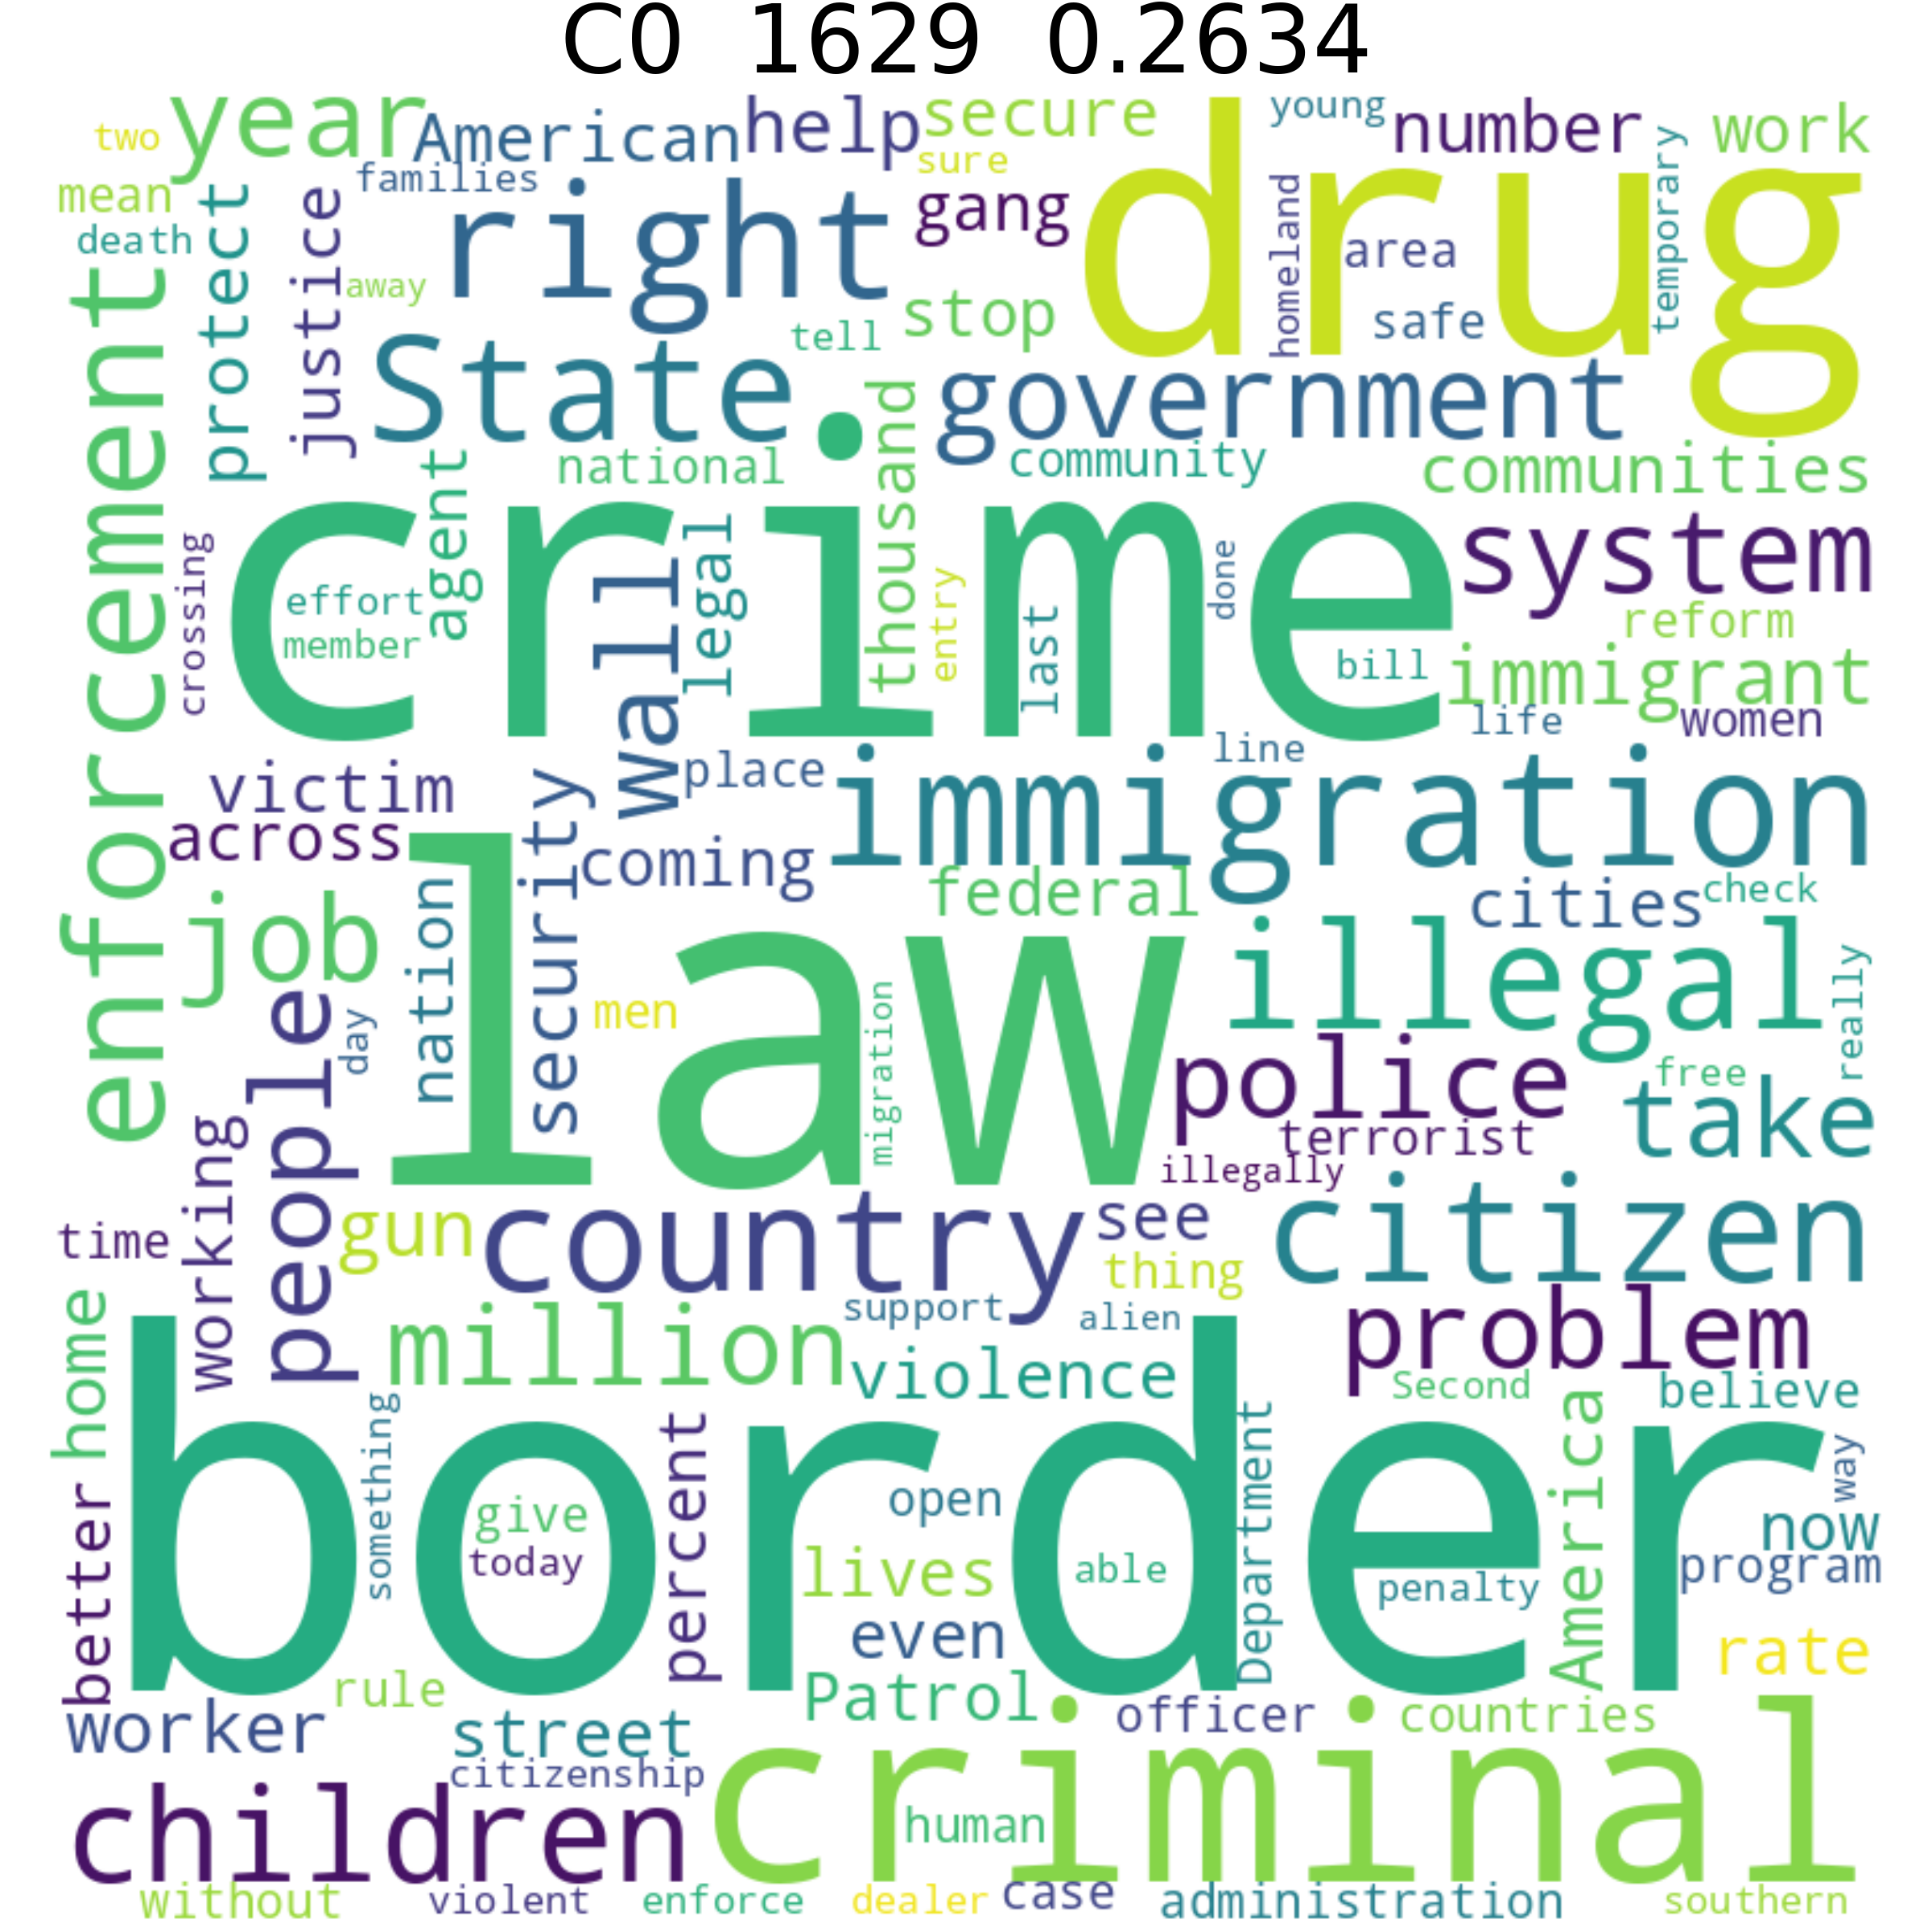 C0 1629 0.2634
two
year
American
help
secure
young
number
work
sure
mean
families
death
protect
justice
away
right
gang
stop
tell
drug
homeland
area
safe
temporary
State
government
enforcement
national
agent
thousand
community
communities
crossing
crime
effort
member
wall
legal
entry
last
done
bill
system
reform
immigrant
life
women
line
victim
across
security
place
coming
immigration
federal
cities
check
job
nation
law
men
migration
illegal
really
people
day
police
free
take
terrorist
illegally
working
time
gun
country
see
thing
citizen
home
million
support
alien
violence
problem
Second
believe
border
something
give
today
percent
open
lives
able
even
Department
penalty
America
way
now
program
better
rule
Patrol
officer
countries
rate
worker
street
citizenship
children
criminal
human
without
violent
enforce
dealer
case
administration
southern